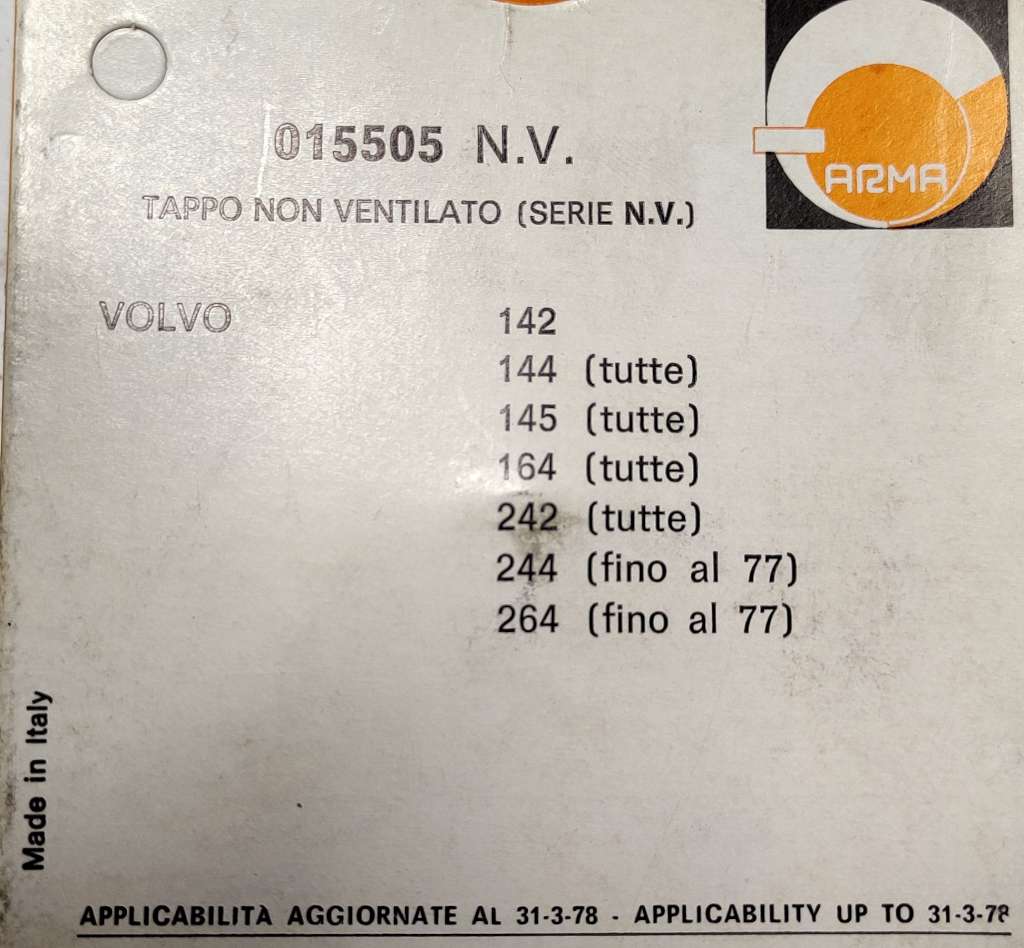 ARMA
015505 N.V.
TAPPO NON VENTILATO (SERIE N.V.)
VOLVO 142
144 (tutte)
145 (tutte)
164 (tutte)
242 (tutte)
244 (fino al 77)
264 (fino al 77)
Made in Italy
APPLICABILITÀ AGGIORNATE AL 31-3-78 - APPLICABILITY UP TO 31-3-78